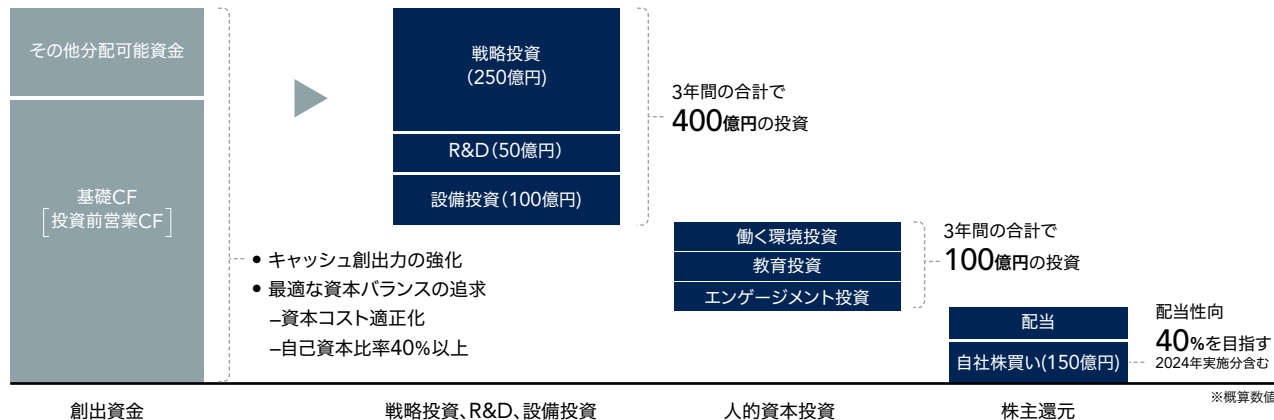 その他分配可能資金
基礎CF
[投資前営業CF]
戦略投資
(250億円)
R&D(50億円)
設備投資(100億円)
3年間の合計で
400億円の投資
• キャッシュ創出力の強化
• 最適な資本バランスの追求
–資本コスト適正化
–自己資本比率40%以上
働く環境投資
教育投資
エンゲージメント投資
3年間の合計で
100億円の投資
配当
自社株買い(150億円)
配当性向
40%を目指す
2024年実施分含む
※概算数値
創出資金
戦略投資、R&D、設備投資
人的資本投資
株主還元